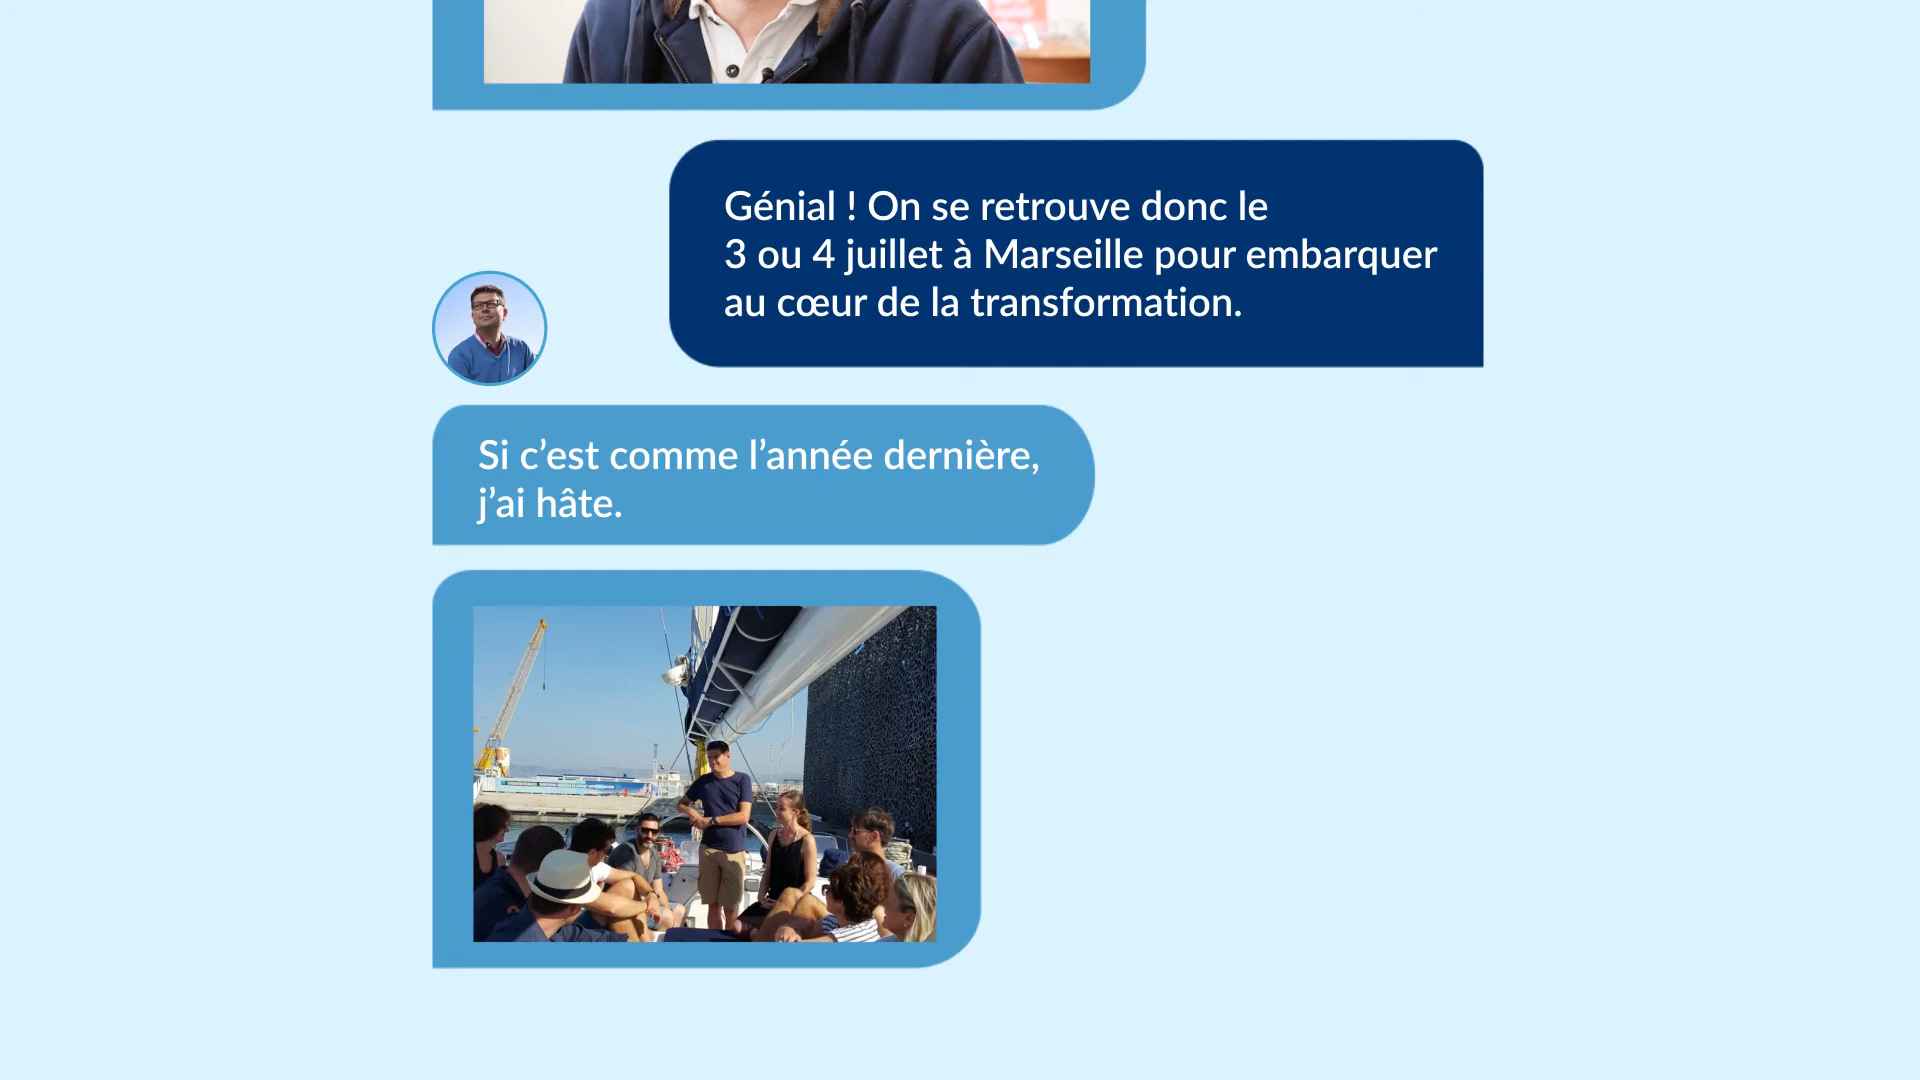 Génial ! On se retrouve donc le
3 ou 4 juillet à Marseille pour embarquer
au cœur de la transformation.
Si c’est comme l’année dernière,
j’ai hâte.